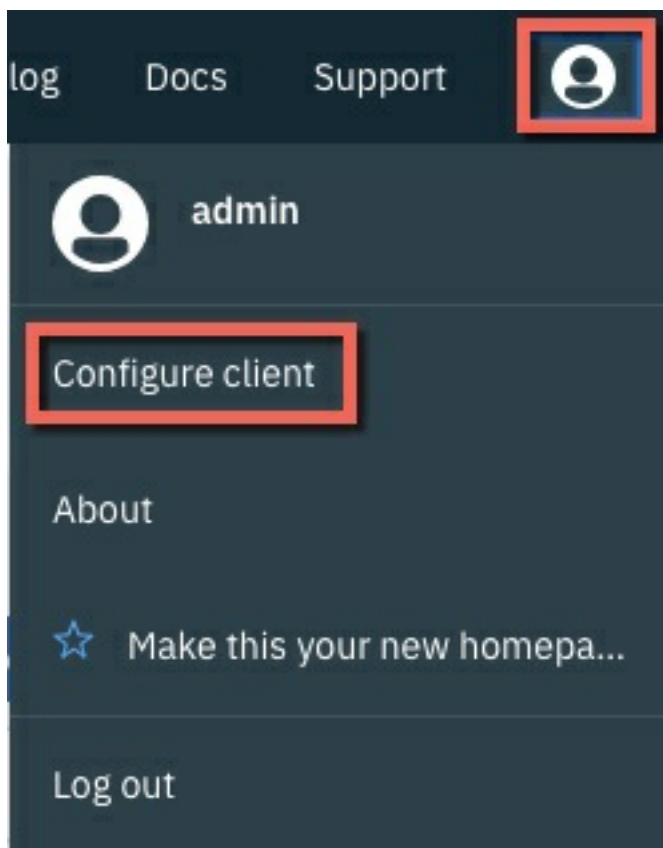 log Docs Support
admin
Configure client
About
Make this your new homepa...
Log out